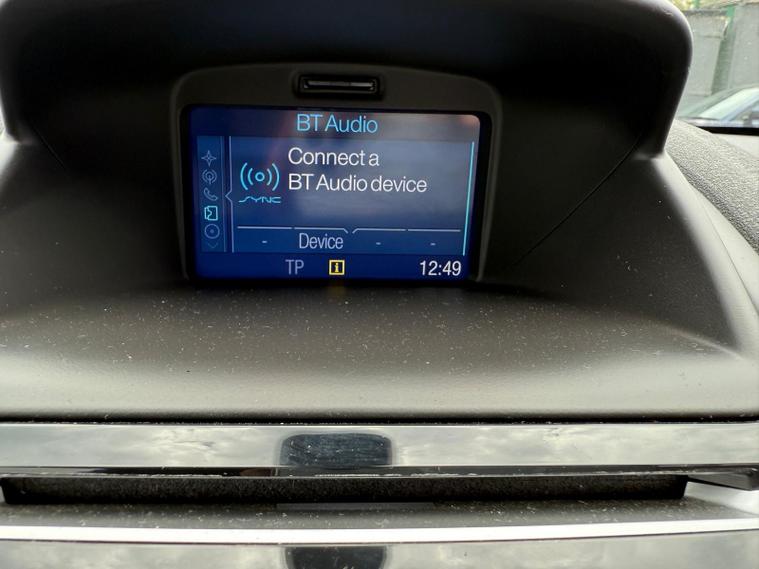 BT Audio
Connect a
BT Audio device
SYNC
- Device - -
TP i 12:49